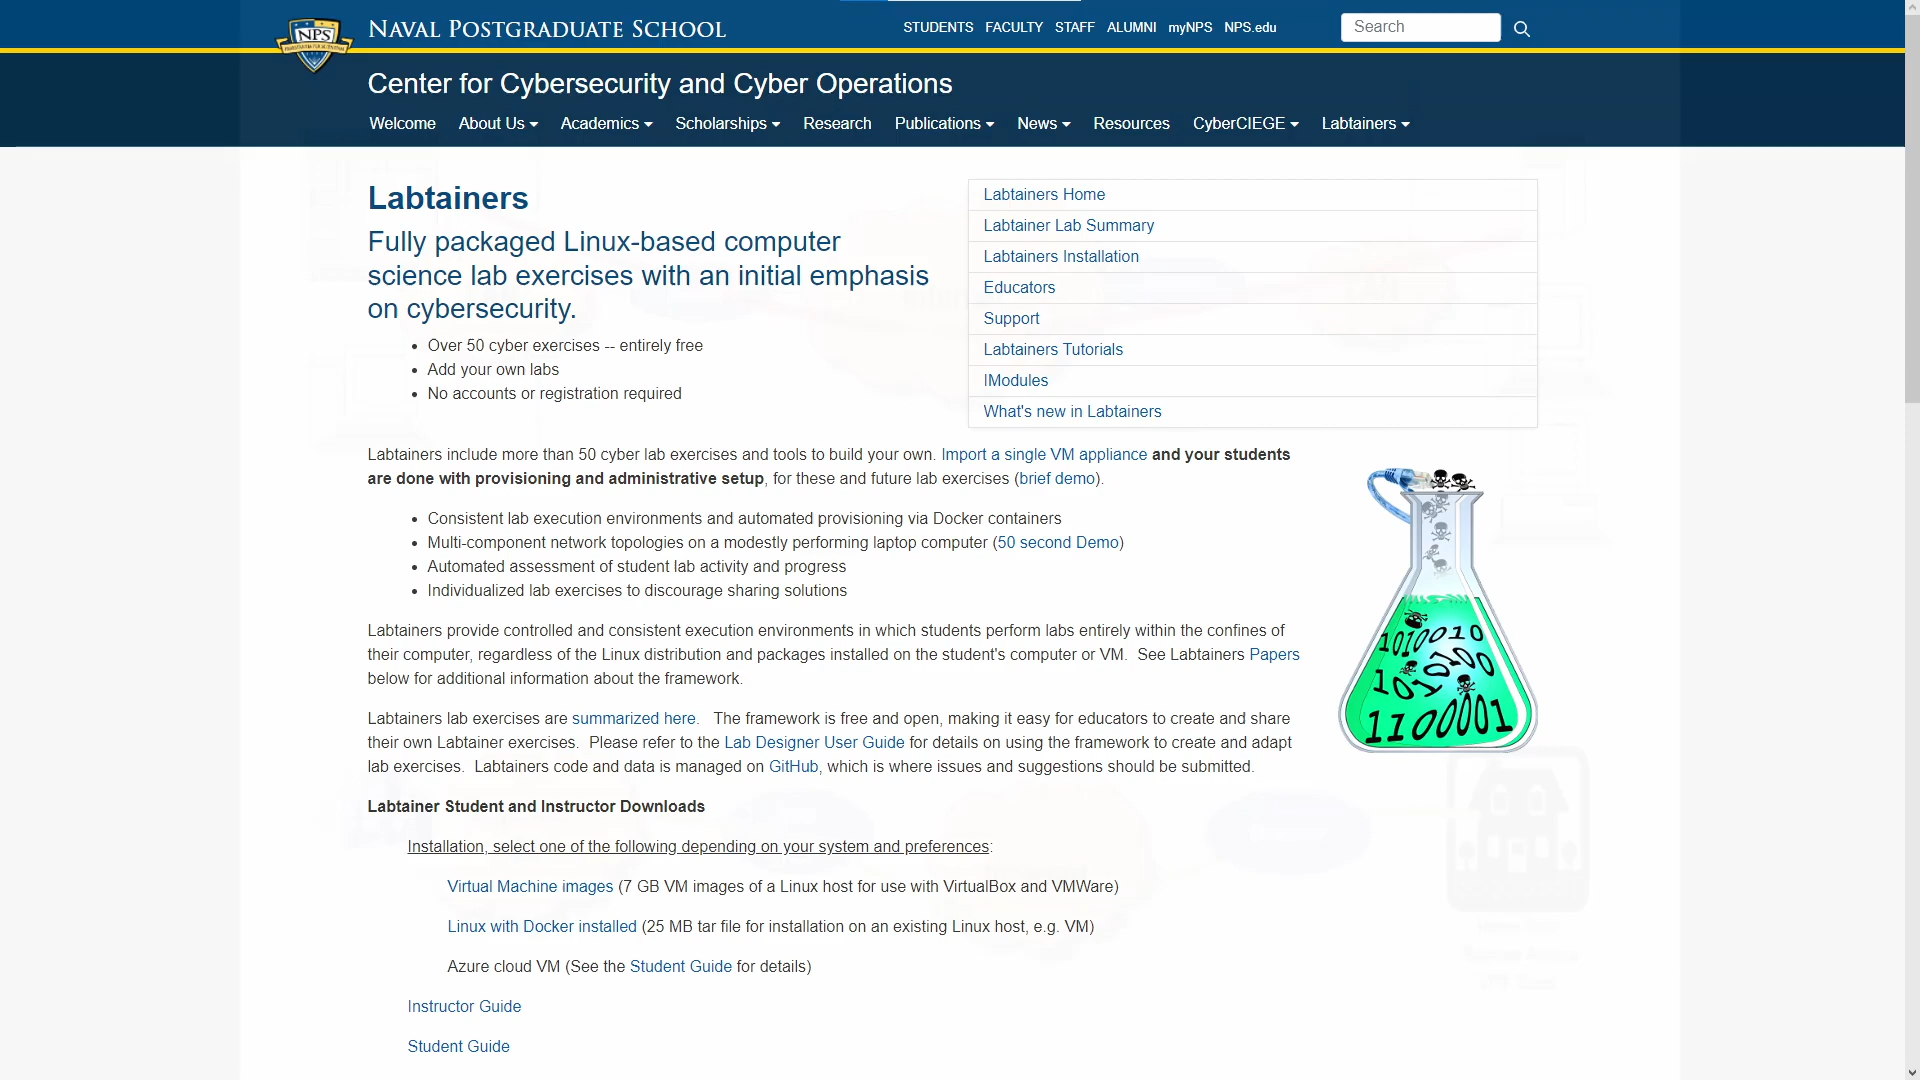 NPS
NAVAL POSTGRADUATE SCHOOL
STUDENTS FACULTY STAFF ALUMNI myNPS NPS.edu
Search
Center for Cybersecurity and Cyber Operations
Welcome About Us Academics Scholarships Research Publications News Resources CyberCIEGE Labtainers
Labtainers
Fully packaged Linux-based computer
science lab exercises with an initial emphasis
on cybersecurity.
• Over 50 cyber exercises -- entirely free
• Add your own labs
• No accounts or registration required
Labtainers Home
Labtainer Lab Summary
Labtainers Installation
Educators
Support
Labtainers Tutorials
IModules
What's new in Labtainers
Labtainers include more than 50 cyber lab exercises and tools to build your own. Import a single VM appliance and your students
are done with provisioning and administrative setup, for these and future lab exercises (brief demo).
• Consistent lab execution environments and automated provisioning via Docker containers
• Multi-component network topologies on a modestly performing laptop computer (50 second Demo)
• Automated assessment of student lab activity and progress
• Individualized lab exercises to discourage sharing solutions
1010010
1010100
1100001
Labtainers provide controlled and consistent execution environments in which students perform labs entirely within the confines of
their computer, regardless of the Linux distribution and packages installed on the student's computer or VM.  See Labtainers Papers
below for additional information about the framework.
Labtainers lab exercises are summarized here.   The framework is free and open, making it easy for educators to create and share
their own Labtainer exercises.  Please refer to the Lab Designer User Guide for details on using the framework to create and adapt
lab exercises.  Labtainers code and data is managed on GitHub, which is where issues and suggestions should be submitted.
Labtainer Student and Instructor Downloads
Installation, select one of the following depending on your system and preferences:
Virtual Machine images (7 GB VM images of a Linux host for use with VirtualBox and VMWare)
Linux with Docker installed (25 MB tar file for installation on an existing Linux host, e.g. VM)
Azure cloud VM (See the Student Guide for details)
Instructor Guide
Student Guide